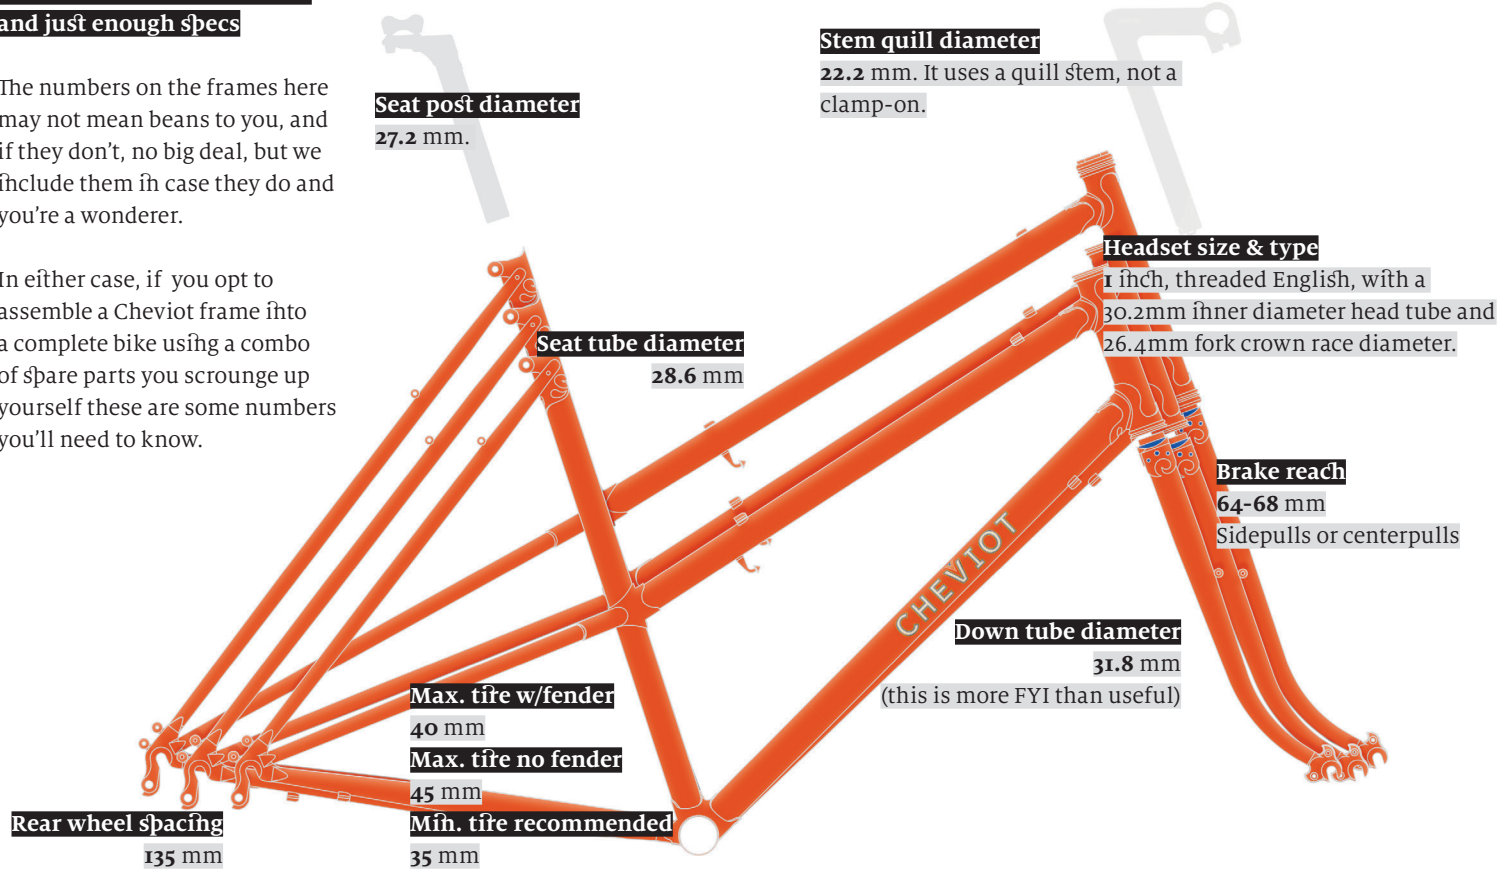 and just enough specs
The numbers on the frames here
may not mean beans to you, and
if they don't, no big deal, but we
include them in case they do and
you're a wonderer.
In either case, if you opt to
assemble a Cheviot frame into
a complete bike using a combo
of spare parts you scrounge up
yourself these are some numbers
you'll need to know.
Seat post diameter
27.2 mm.
Stem quill diameter
22.2 mm. It uses a quill stem, not a
clamp-on.
Headset size & type
1 inch, threaded English, with a
30.2mm inner diameter head tube and
26.4mm fork crown race diameter.
Seat tube diameter
28.6 mm
Brake reach
64-68 mm
Sidepulls or centerpulls
CHEVIOT
Down tube diameter
31.8 mm
(this is more FYI than useful)
Max. tire w/fender
40 mm
Max. tire no fender
45 mm
Min. tire recommended
35 mm
Rear wheel spacing
135 mm